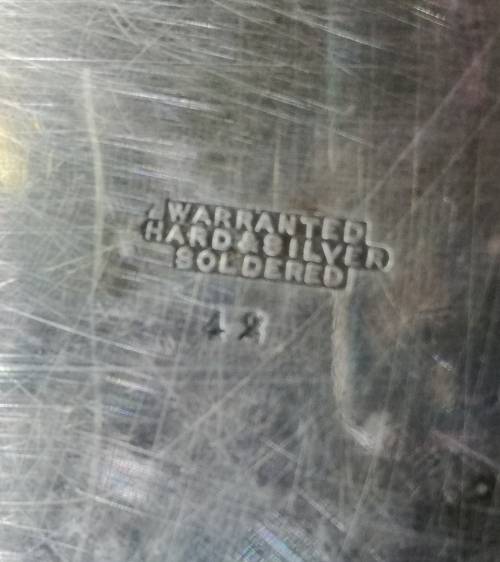 WARRANTED
HARD & SILVER
SOLDERED
42